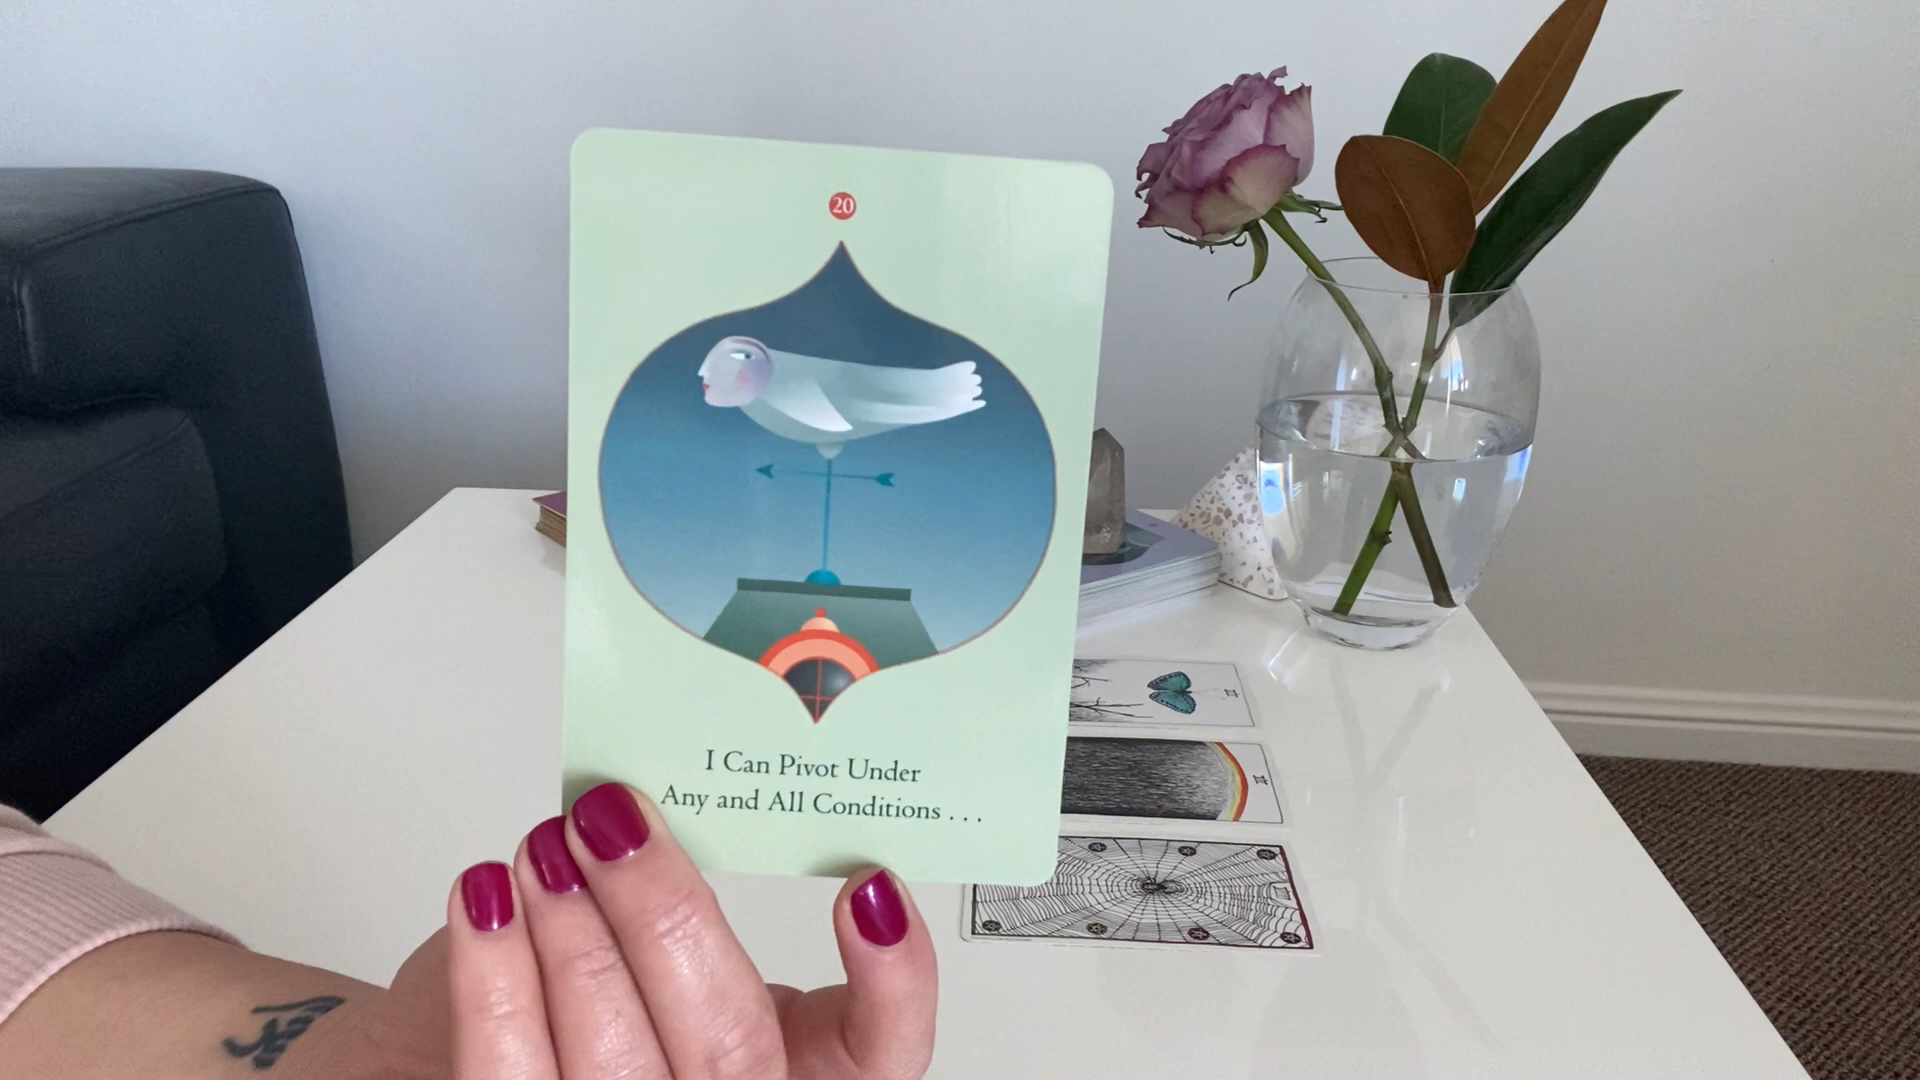 20
I Can Pivot Under
Any and All Conditions . . .